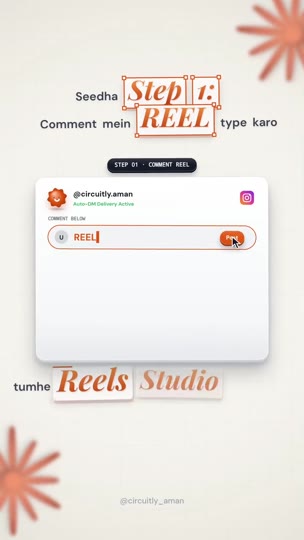 Seedha Step 1:
Comment mein REEL type karo
STEP 01 · COMMENT REEL
@circuitly.aman
Auto-DM Delivery Active
COMMENT BELOW
U REEL
tumhe Reels Studio
@circuitly_aman